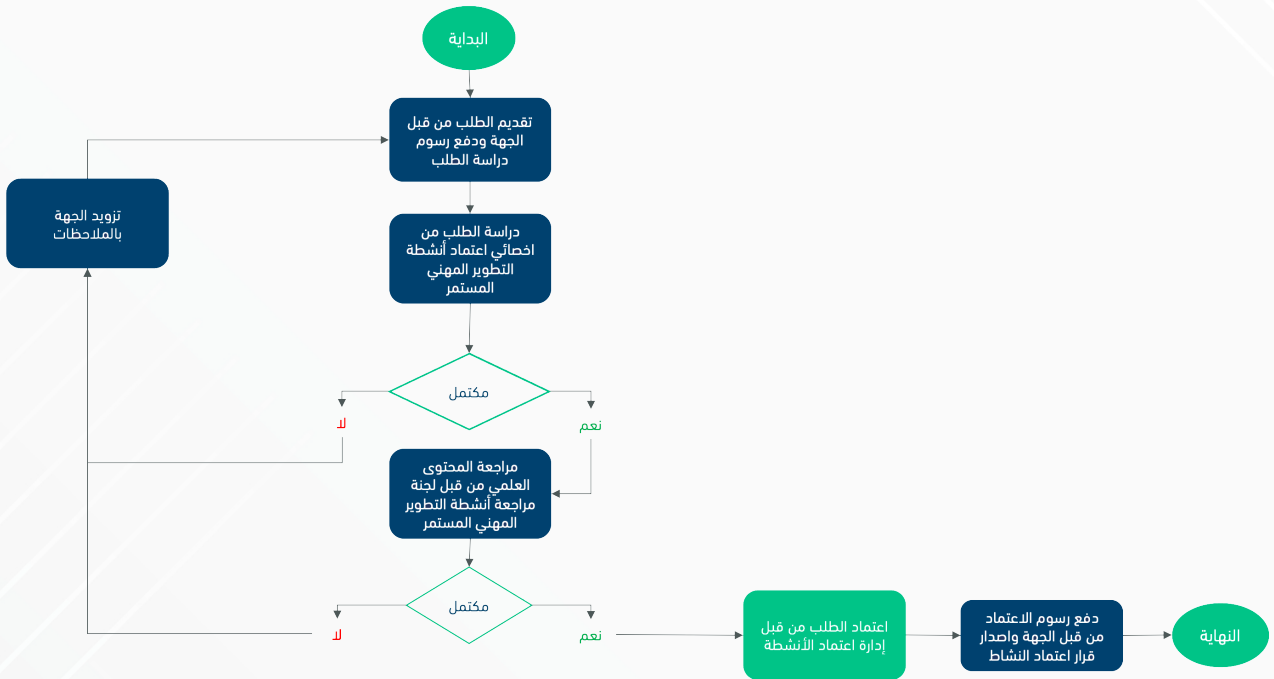 البداية
تقديم الطلب من قبل
الجهة ودفع رسوم
دراسة الطلب
تزويد الجهة
بالملاحظات
دراسة الطلب من
اخصائي اعتماد أنشطة
التطوير المهني
المستمر
مكتمل
لا
نعم
مراجعة المحتوى
العلمي من قبل لجنة
مراجعة أنشطة التطوير
المهني المستمر
مكتمل
لا
نعم
اعتماد الطلب من قبل
إدارة اعتماد الأنشطة
دفع رسوم الاعتماد
من قبل الجهة واصدار
قرار اعتماد النشاط
النهاية